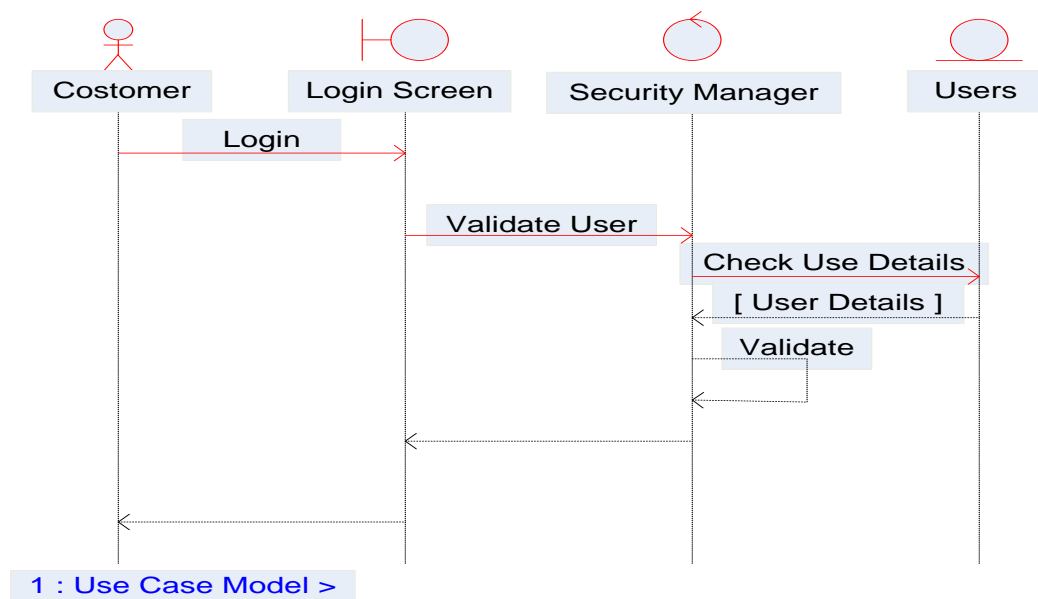 Costomer
Login Screen
Security Manager
Users
Login
Validate User
Check Use Details
[ User Details ]
Validate
1 : Use Case Model >